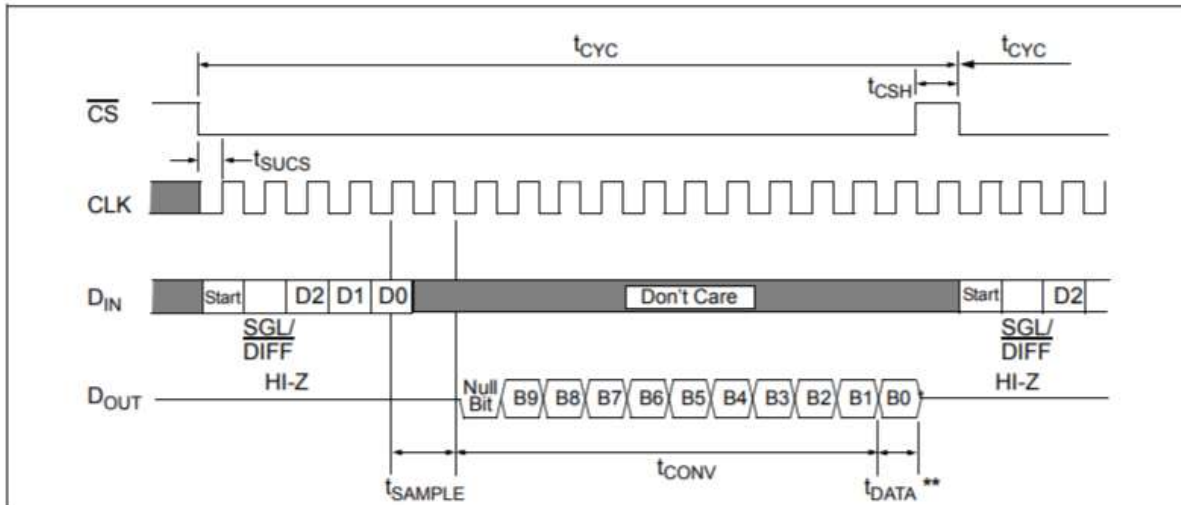 tCYC tCYC
tCSH
CS
tSUCS
CLK
DIN Start D2 D1 D0 Don't Care Start D2
SGL/ SGL/
DIFF DIFF
HI-Z HI-Z
DOUT Null Bit B9 B8 B7 B6 B5 B4 B3 B2 B1 B0 *
tSAMPLE tCONV tDATA **